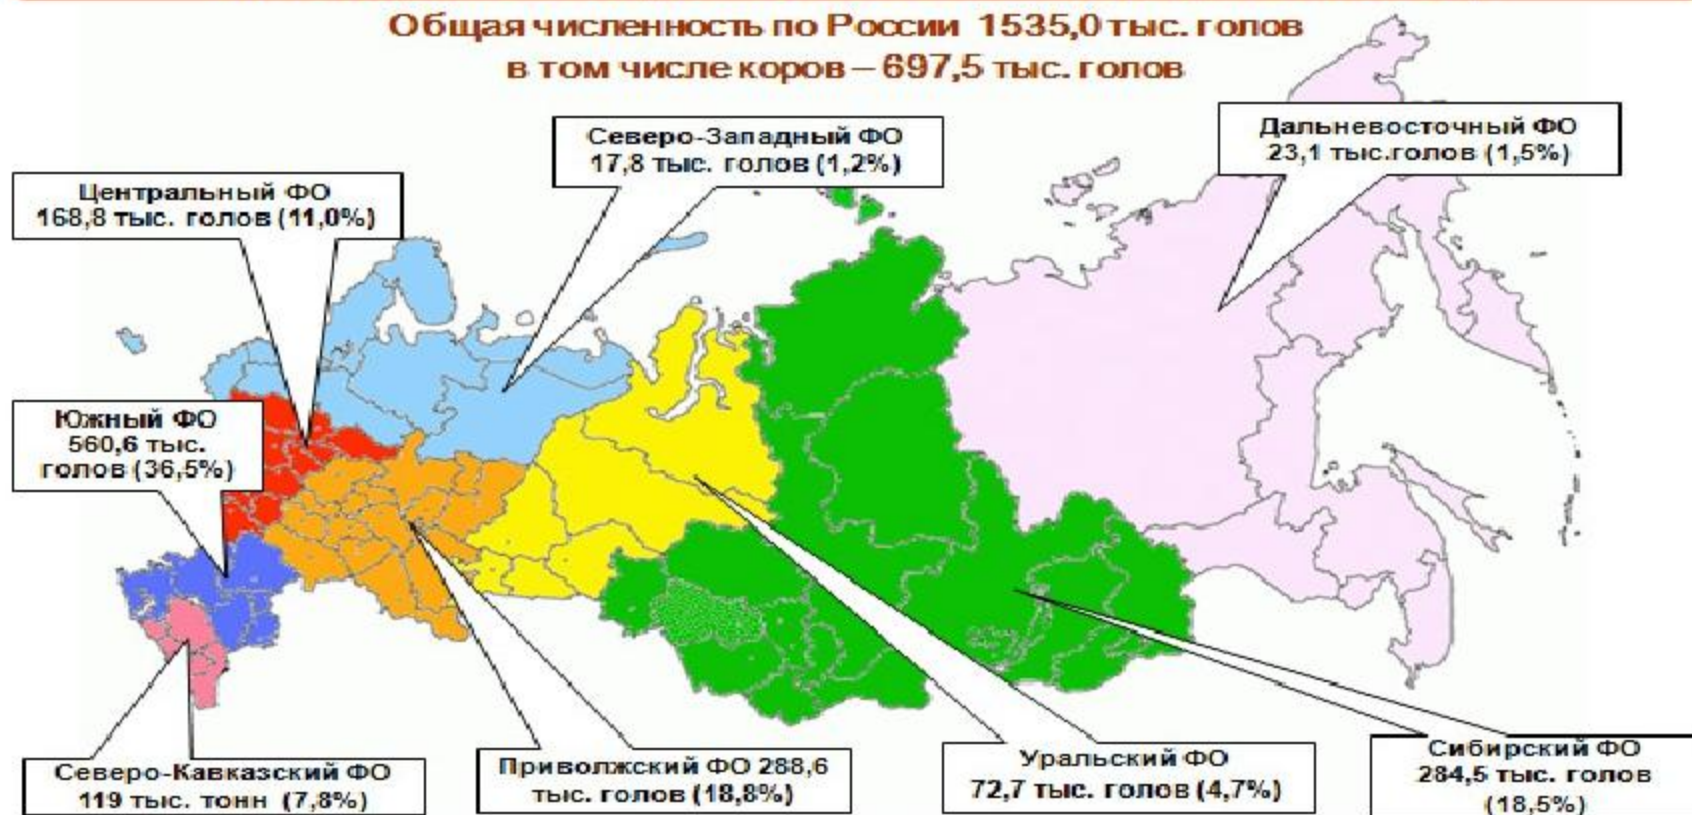 Общая численность по России 1535,0 тыс. голов
в том числе коров – 697,5 тыс. голов
Северо-Западный ФО
17,8 тыс. голов (1,2%)
Дальневосточный ФО
23,1 тыс.голов (1,5%)
Центральный ФО
168,8 тыс. голов (11,0%)
Южный ФО
560,6 тыс.
голов (36,5%)
Северо-Кавказский ФО
119 тыс. тонн (7,8%)
Приволжский ФО 288,6
тыс. голов (18,8%)
Уральский ФО
72,7 тыс. голов (4,7%)
Сибирский ФО
284,5 тыс. голов
(18,5%)